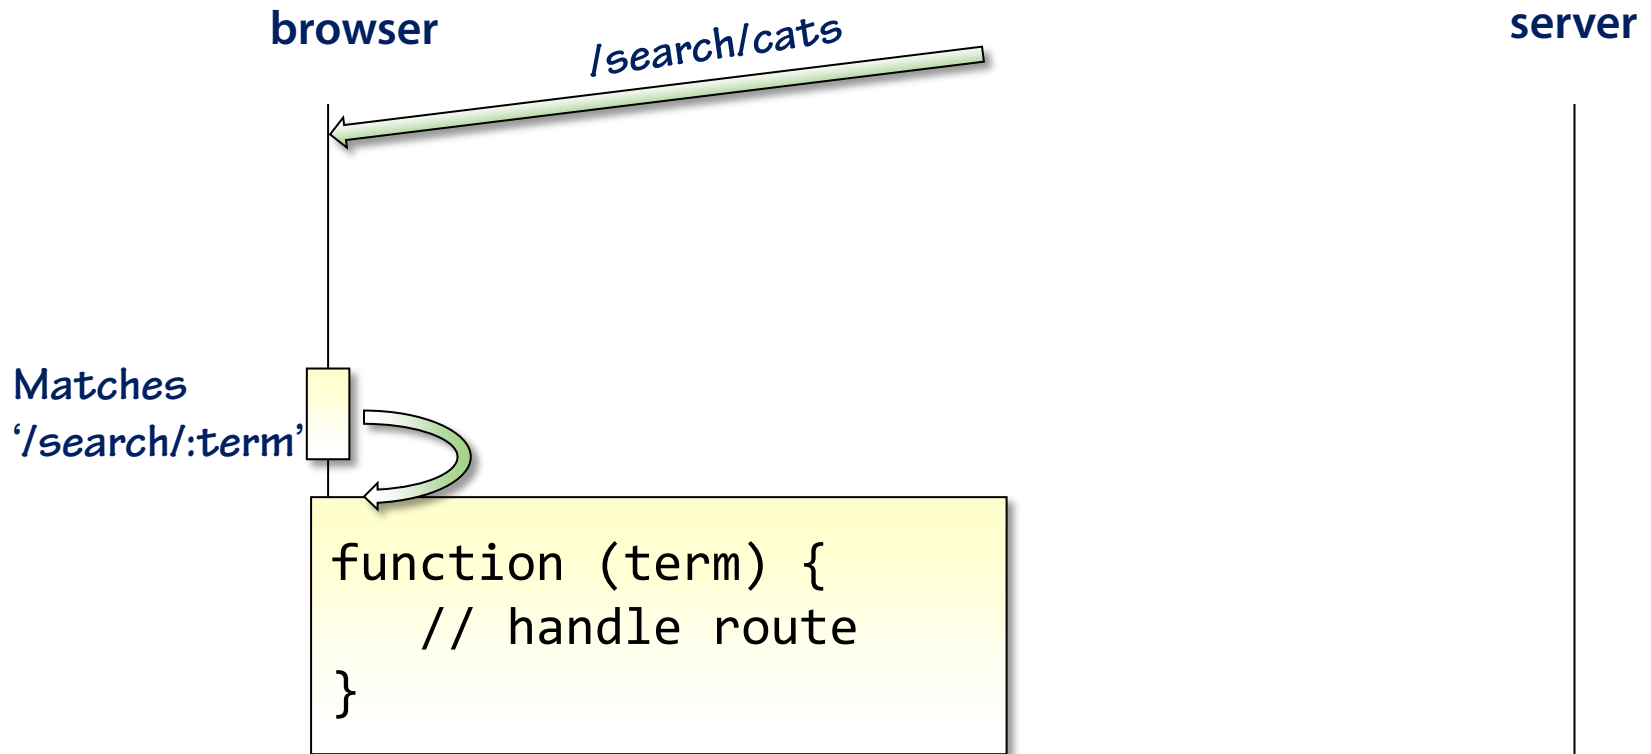 browser
server
/search/cats
Matches
‘/search/:term’
function (term) {
// handle route
}